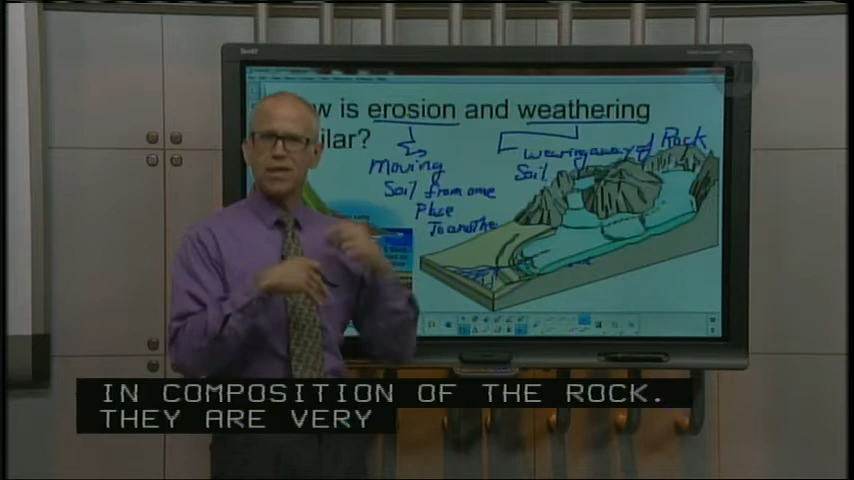 w is erosion and weathering
ilar?
Moving
Soil from one
Place
To anothe
wearing away of Rock
Soil
IN COMPOSITION OF THE ROCK.
THEY ARE VERY